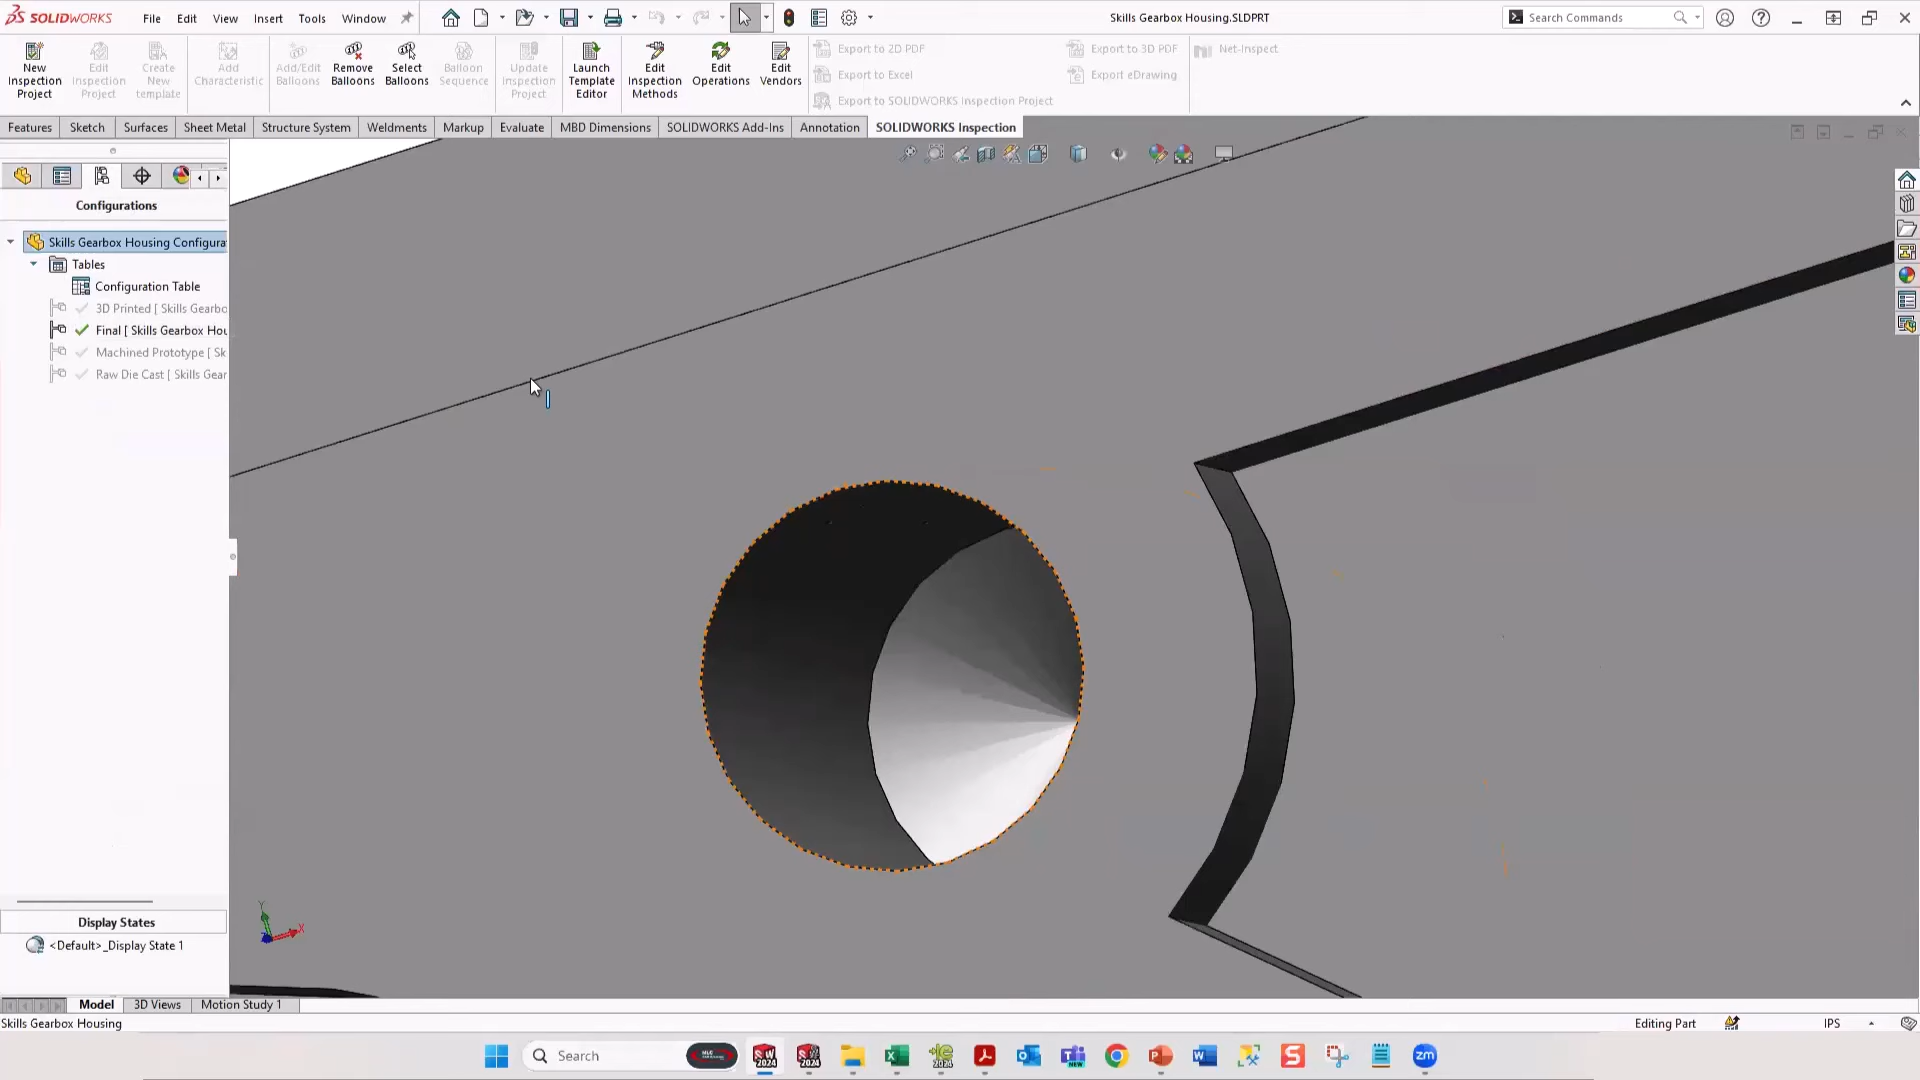 SOLIDWORKS File Edit View Insert Tools Window
Skills Gearbox Housing.SLDPRT
Search Commands
New Inspection Project
Edit Inspection Project
Create New template
Add Characteristic
Add/Edit Balloons
Remove Balloons
Select Balloons
Balloon Sequence
Update Inspection Project
Launch Template Editor
Edit Inspection Methods
Edit Operations
Edit Vendors
Export to 2D PDF
Export to Excel
Export to SOLIDWORKS Inspection Project
Export to 3D PDF
Export eDrawing
Net-Inspect
Features Sketch Surfaces Sheet Metal Structure System Weldments Markup Evaluate MBD Dimensions SOLIDWORKS Add-Ins Annotation SOLIDWORKS Inspection
Configurations
Skills Gearbox Housing Configura
Tables
Configuration Table
3D Printed [ Skills Gearbo
Final [ Skills Gearbox Hou
Machined Prototype [ Sk
Raw Die Cast [ Skills Gear
Y
X
Display States
<Default>_Display State 1
Model 3D Views Motion Study 1
Skills Gearbox Housing
Editing Part
IPS
Search